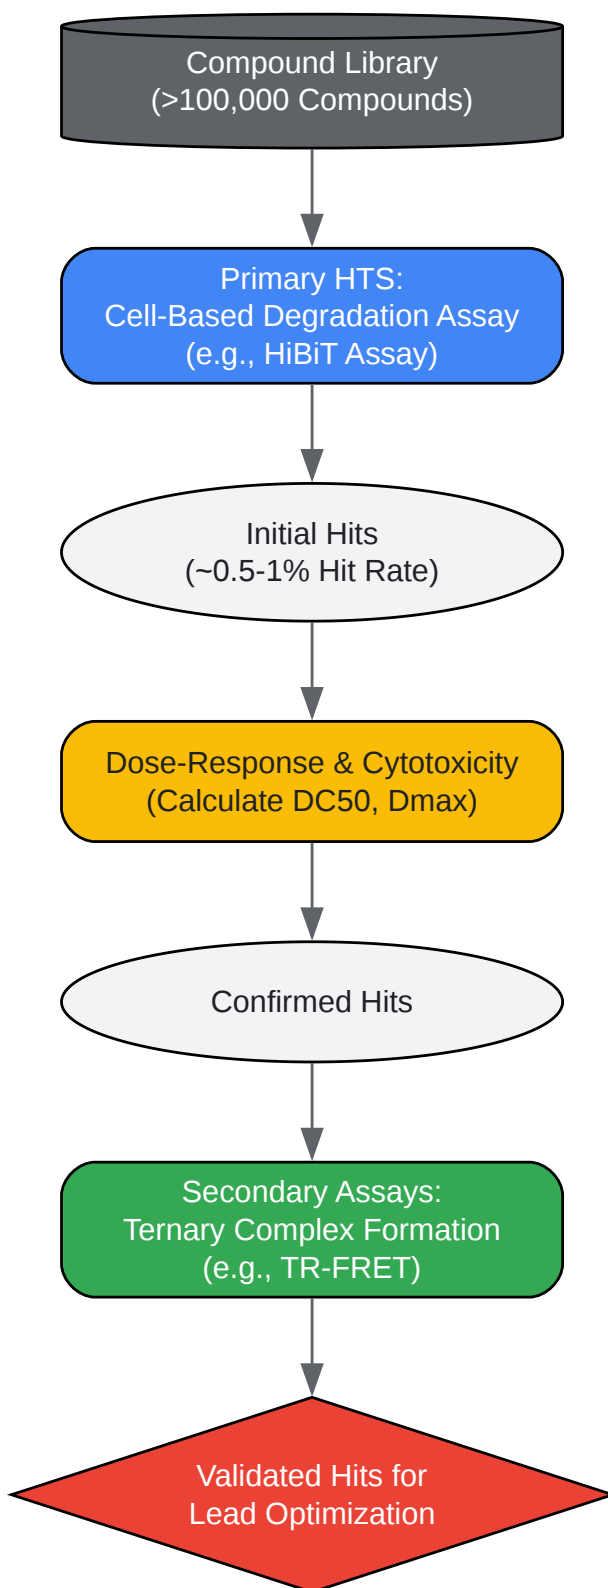 Compound Library
(>100,000 Compounds)
Primary HTS:
Cell-Based Degradation Assay
(e.g., HiBiT Assay)
Initial Hits
(~0.5-1% Hit Rate)
Dose-Response & Cytotoxicity
(Calculate DC50, Dmax)
Confirmed Hits
Secondary Assays:
Ternary Complex Formation
(e.g., TR-FRET)
Validated Hits for
Lead Optimization